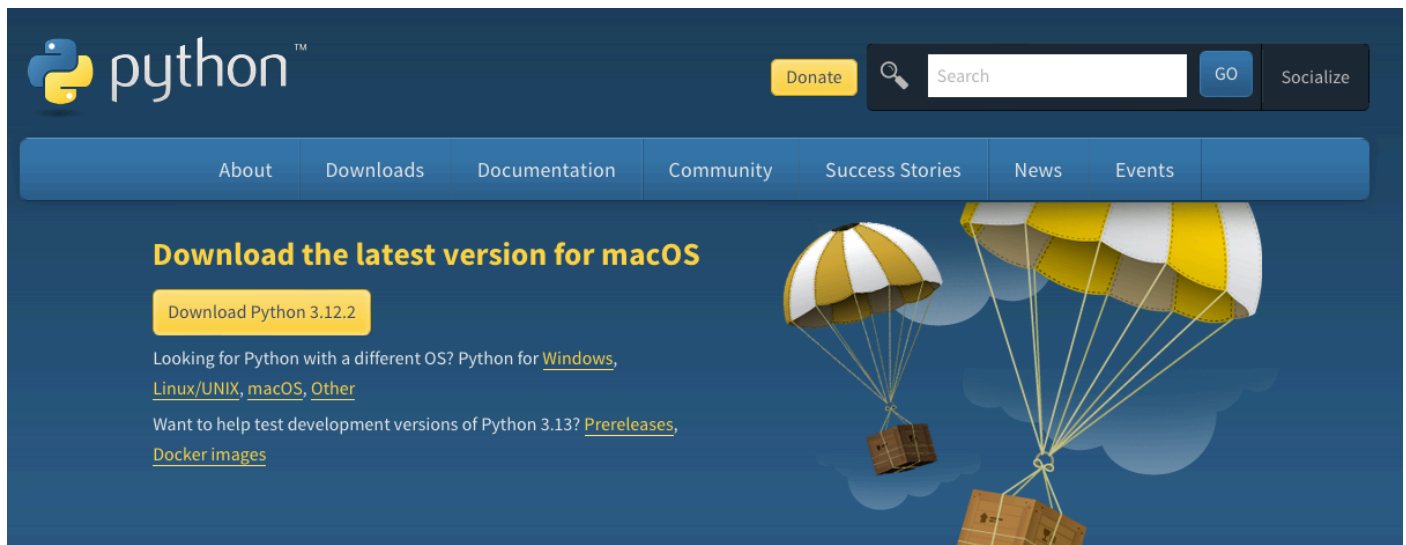 python™
Donate
Search
GO
Socialize
About Downloads Documentation Community Success Stories News Events
Download the latest version for macOS
Download Python 3.12.2
Looking for Python with a different OS? Python for Windows,
Linux/UNIX, macOS, Other
Want to help test development versions of Python 3.13? Prereleases,
Docker images